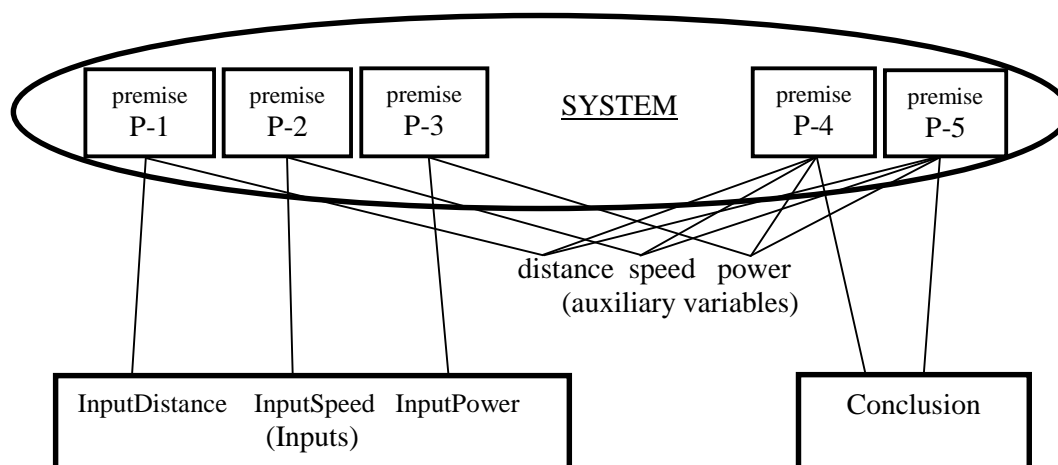 premise
P-1
premise
P-2
premise
P-3
SYSTEM
premise
P-4
premise
P-5
distance speed power
(auxiliary variables)
InputDistance InputSpeed InputPower
(Inputs)
Conclusion